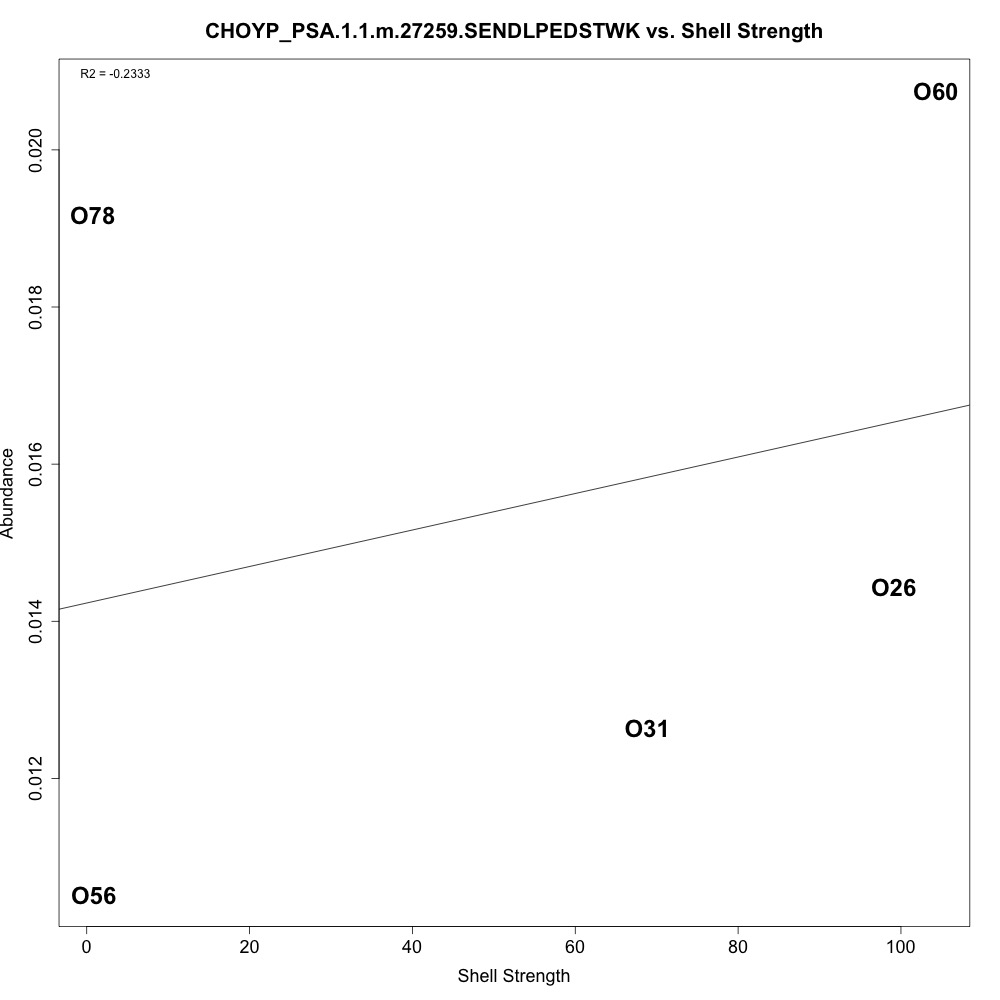 CHOYP_PSA.1.1.m.27259.SENDLPEDSTWK vs. Shell Strength
R2 = -0.2333
O60
O78
O26
O31
O56
0.020
0.018
0.016
0.014
0.012
Abundance
0 20 40 60 80 100
Shell Strength